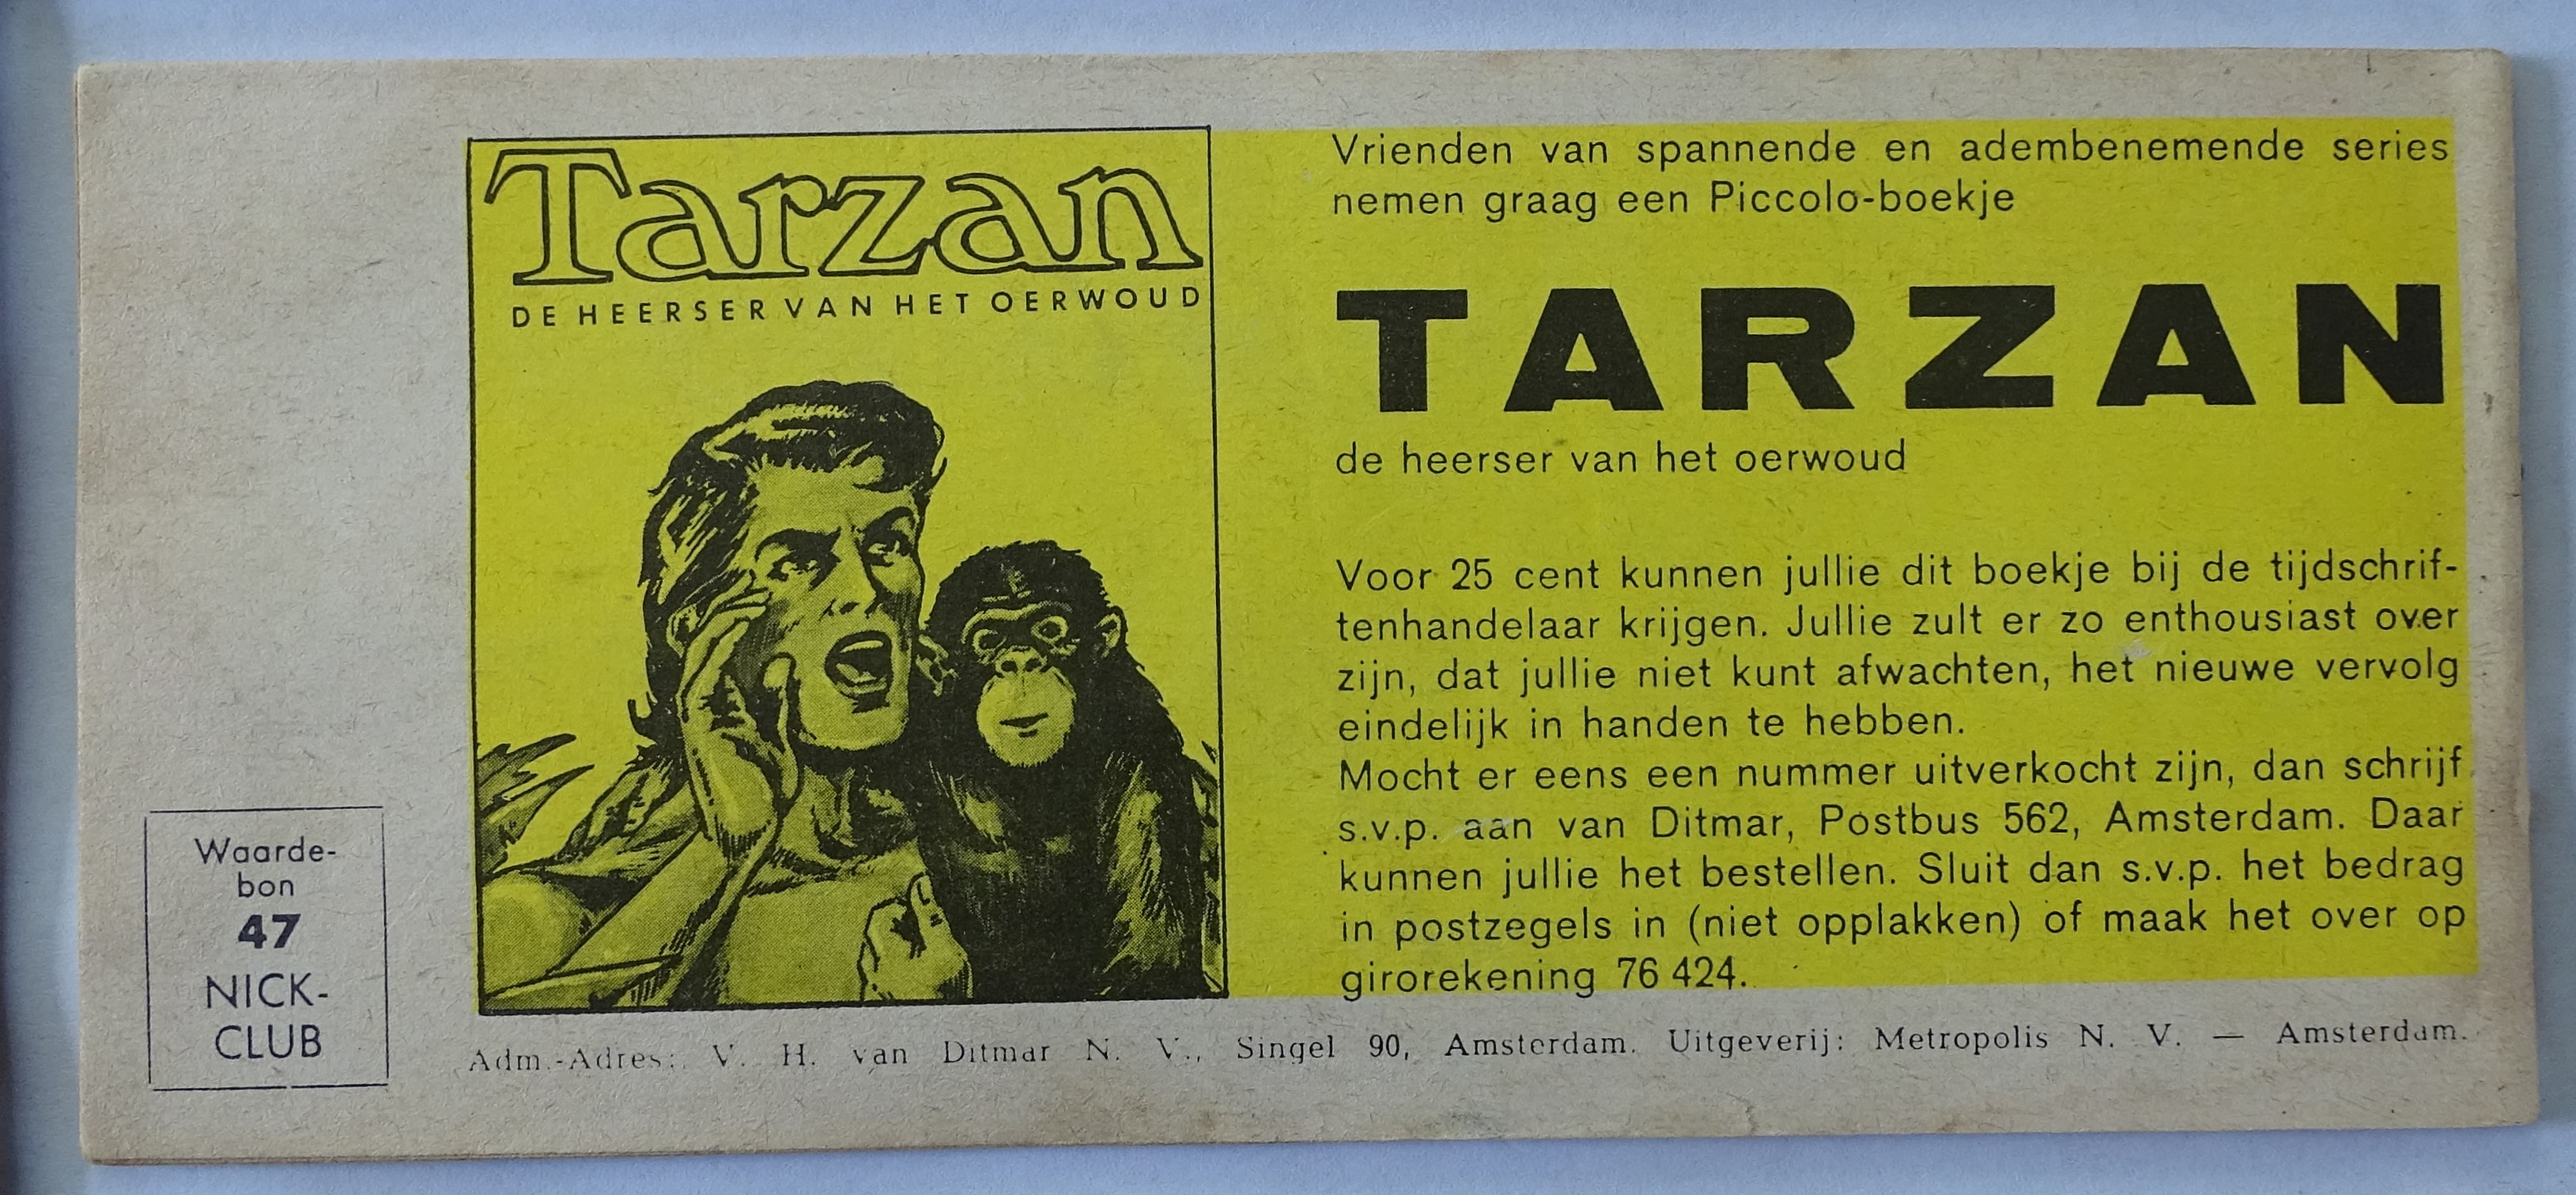 Tarzan
DE HEERSER VAN HET OERWOUD
Vrienden van spannende en adembenemende series
nemen graag een Piccolo-boekje
TARZAN
de heerser van het oerwoud
Voor 25 cent kunnen jullie dit boekje bij de tijdschrif-
tenhandelaar krijgen. Jullie zult er zo enthousiast over
zijn, dat jullie niet kunt afwachten, het nieuwe vervolg
eindelijk in handen te hebben.
Mocht er eens een nummer uitverkocht zijn, dan schrijf
s.v.p. aan van Ditmar, Postbus 562, Amsterdam. Daar
kunnen jullie het bestellen. Sluit dan s.v.p. het bedrag
in postzegels in (niet opplakken) of maak het over op
girorekening 76 424.
Waarde-
bon
47
NICK-
CLUB
Adm.-Adres: V. H. van Ditmar N. V., Singel 90, Amsterdam. Uitgeverij: Metropolis N. V. — Amsterdam.